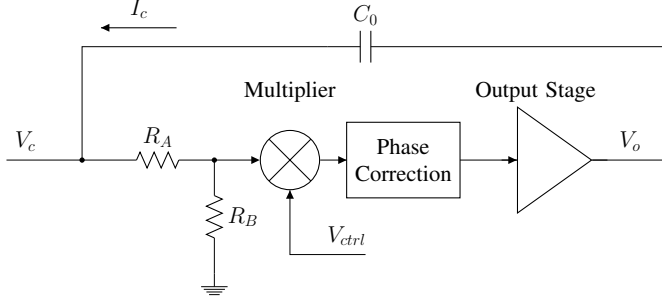 I_c
C_0
Multiplier
Output Stage
V_c
R_A
Phase
Correction
V_o
R_B
V_ctrl